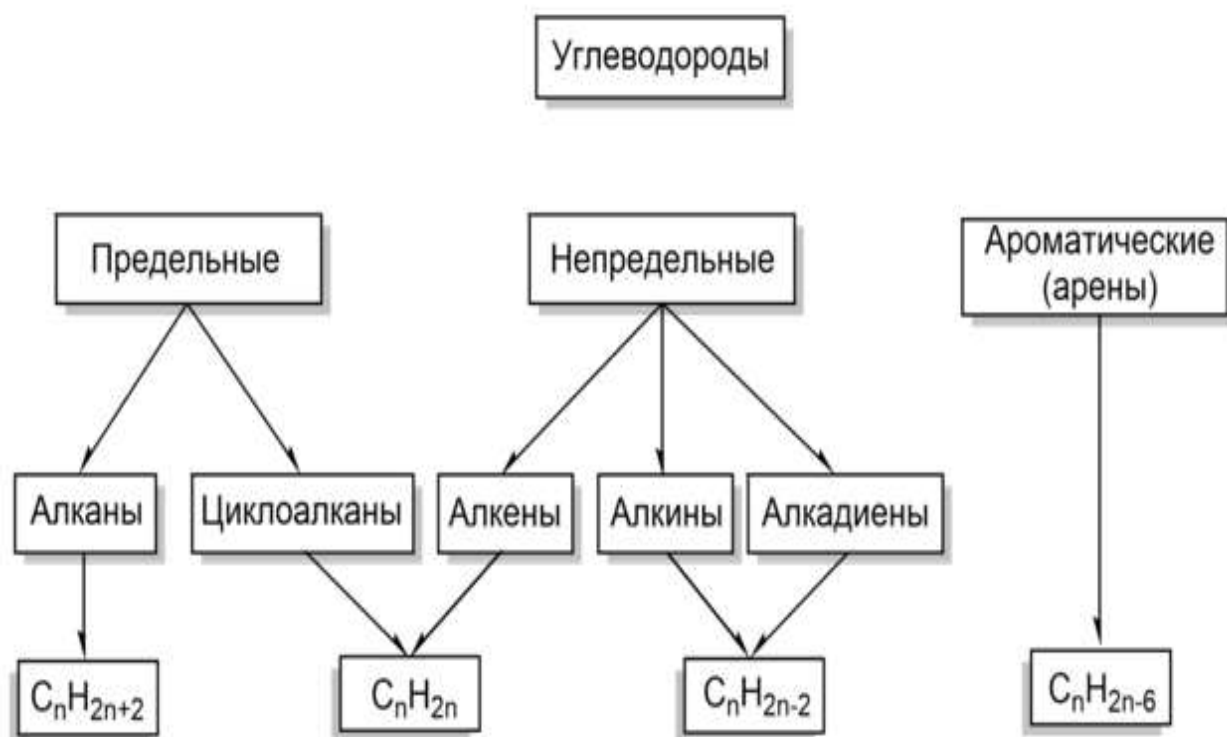 Углеводороды
Предельные
Непредельные
Ароматические
(арены)
Алканы
Циклоалканы
Алкены
Алкины
Алкадиены
CₙH₂ₙ₊₂
CₙH₂ₙ
CₙH₂ₙ₋₂
CₙH₂ₙ₋₆